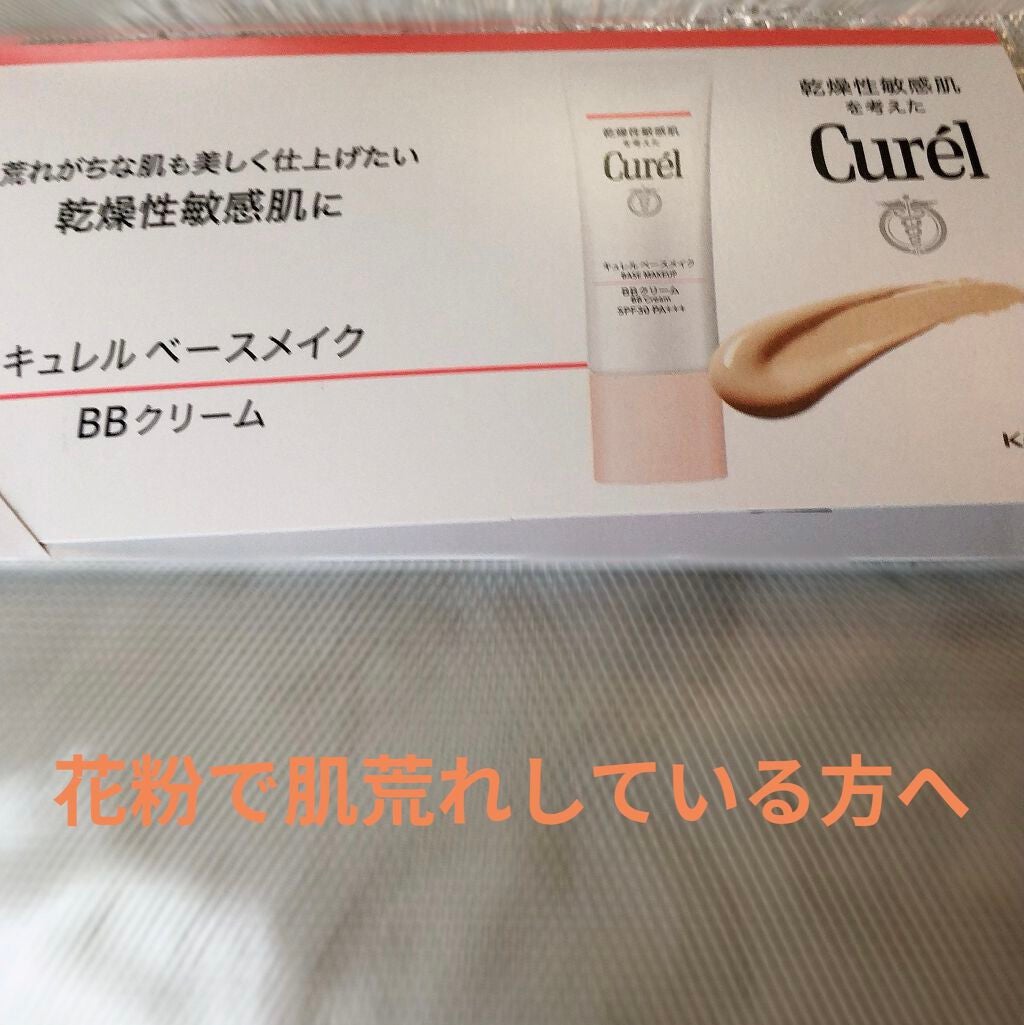 荒れがちな肌も美しく仕上げたい
乾燥性敏感肌に
キュレル ベースメイク
BBクリーム
乾燥性敏感肌
を考えた
Curél
キュレル ベースメイク
BASE MAKEUP
BBクリーム
BB Cream
SPF30 PA+++
乾燥性敏感肌
を考えた
Curél
花粉で肌荒れしている方へ